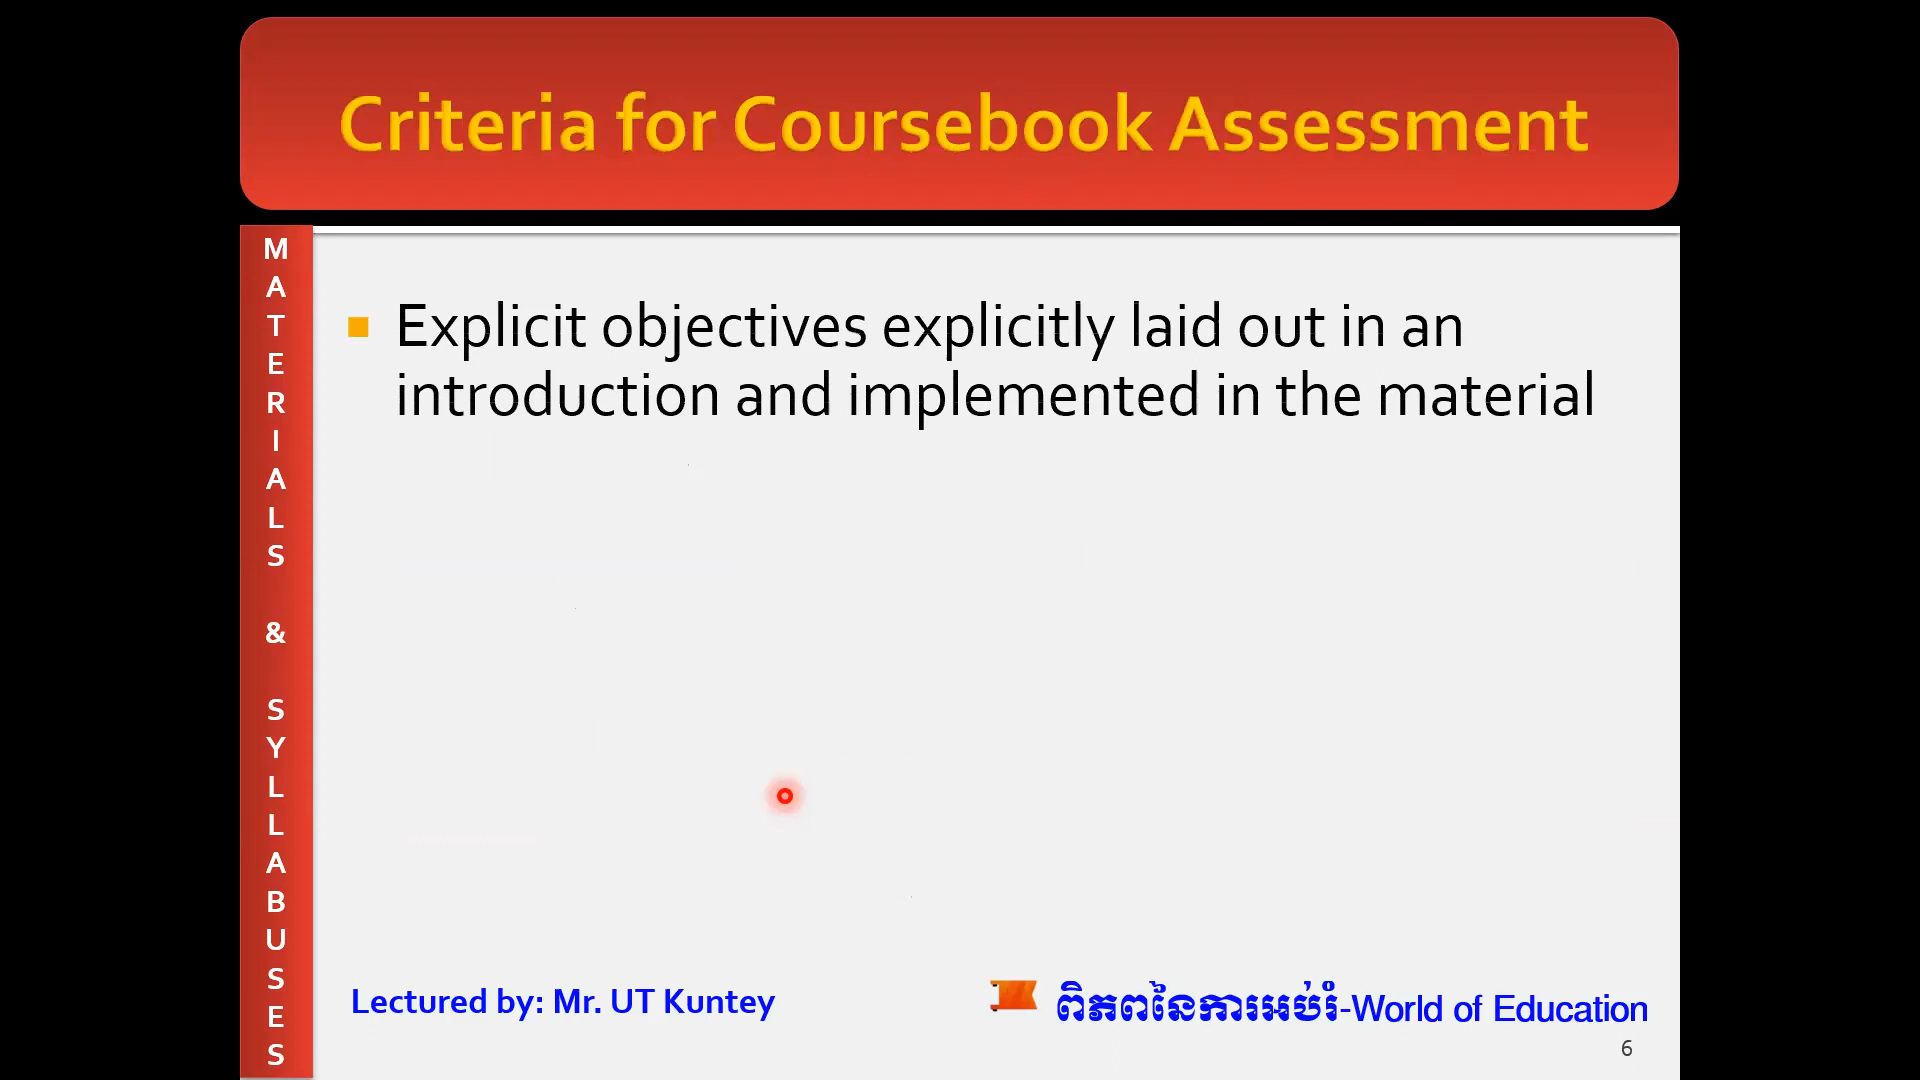 Criteria for Coursebook Assessment
MATERIALS & SYLLABUSES
Explicit objectives explicitly laid out in an
introduction and implemented in the material
Lectured by: Mr. UT Kuntey
ពិភពនៃការអប់រំ-World of Education
6